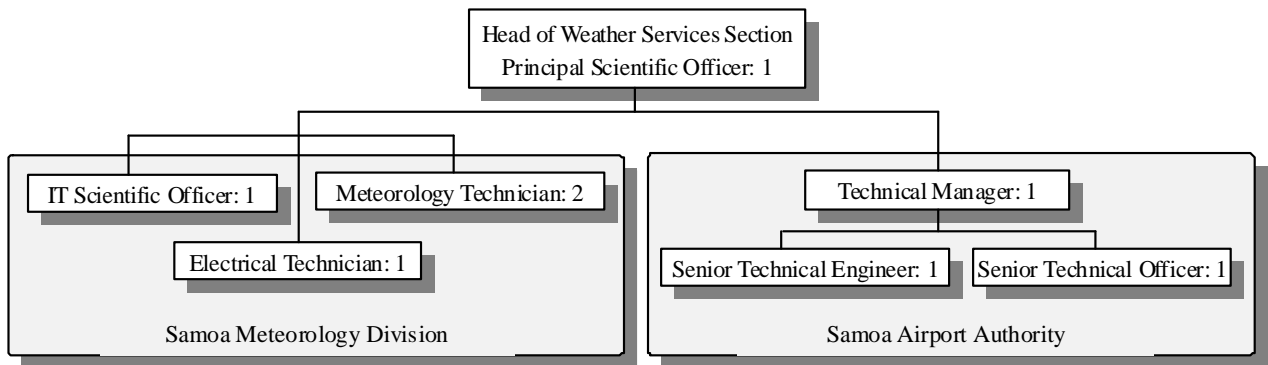 Head of Weather Services Section
Principal Scientific Officer: 1
IT Scientific Officer: 1
Meteorology Technician: 2
Electrical Technician: 1
Samoa Meteorology Division
Technical Manager: 1
Senior Technical Engineer: 1
Senior Technical Officer: 1
Samoa Airport Authority